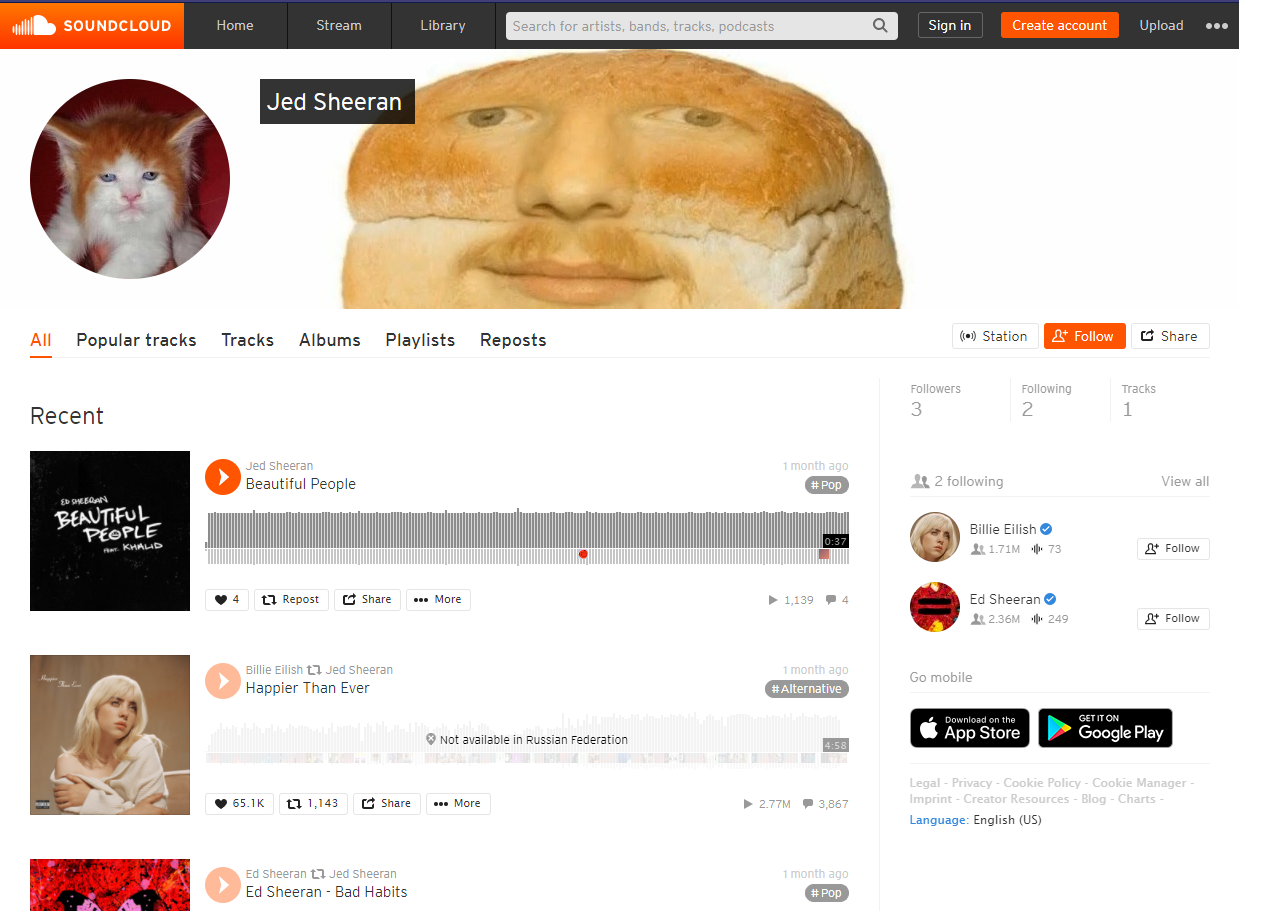 SOUNDCLOUD Home Stream Library Search for artists, bands, tracks, podcasts Sign in Create account Upload
Jed Sheeran
All Popular tracks Tracks Albums Playlists Reposts Station Follow Share
Followers Following Tracks
3 2 1
Recent
ED SHEERAN
BEAUTIFUL
PEOPLE
FEAT. KHALID
Jed Sheeran 1 month ago
Beautiful People # Pop
0:37
4 Repost Share More 1,139 4
2 following View all
Billie Eilish
1.71M 73 Follow
Ed Sheeran
2.36M 249 Follow
Happier
Than Ever
Billie Eilish Jed Sheeran 1 month ago
Happier Than Ever # Alternative
Not available in Russian Federation
4:58
65.1K 1,143 Share More 2.77M 3,867
Go mobile
Download on the
App Store
GET IT ON
Google Play
Legal - Privacy - Cookie Policy - Cookie Manager -
Imprint - Creator Resources - Blog - Charts -
Language: English (US)
Ed Sheeran Jed Sheeran 1 month ago
Ed Sheeran - Bad Habits # Pop